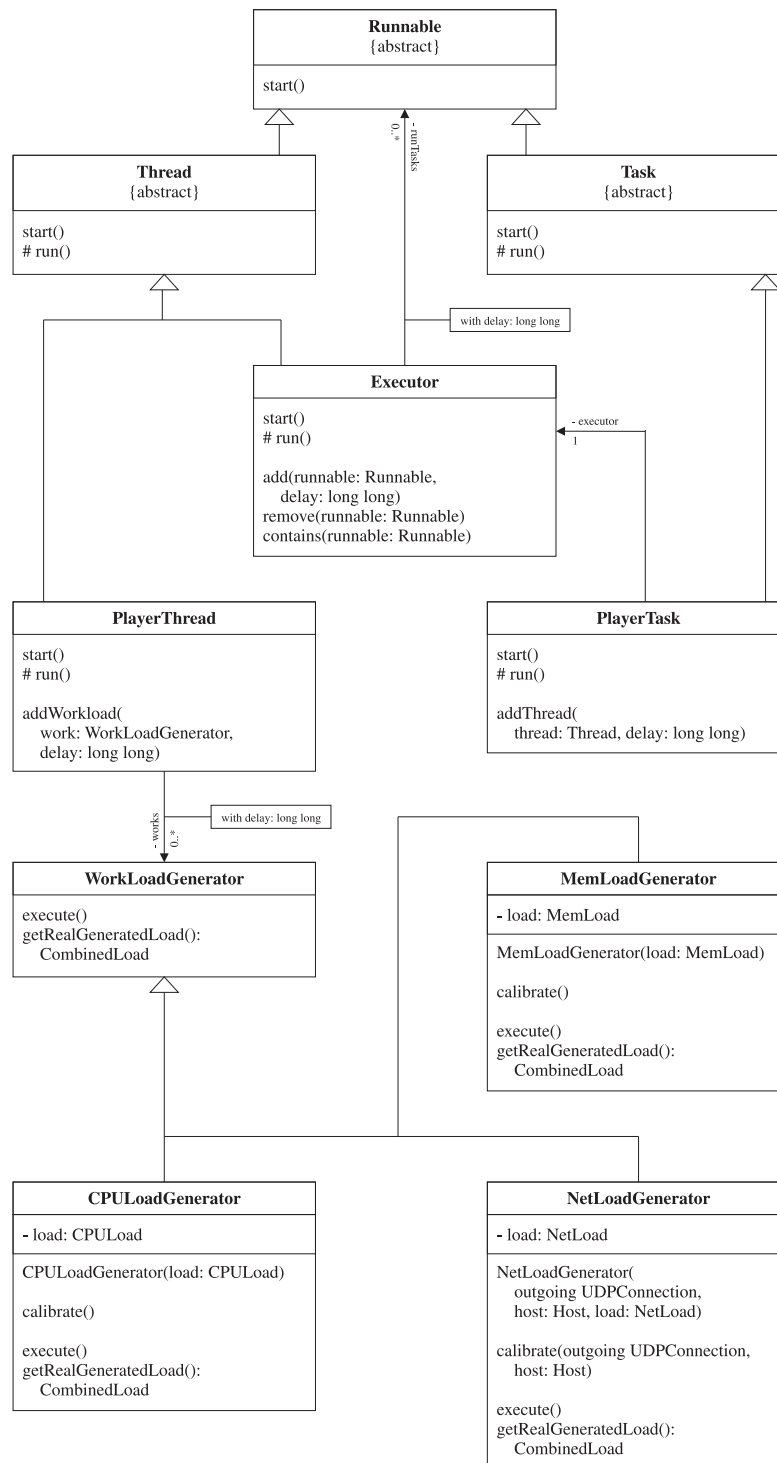 Runnable
{abstract}
start()
- runTasks
0..*
Thread
{abstract}
start()
# run()
Task
{abstract}
start()
# run()
with delay: long long
Executor
start()
# run()
add(runnable: Runnable,
delay: long long)
remove(runnable: Runnable)
contains(runnable: Runnable)
- executor
1
PlayerThread
start()
# run()
addWorkload(
work: WorkLoadGenerator,
delay: long long)
PlayerTask
start()
# run()
addThread(
thread: Thread, delay: long long)
- works
0..*
with delay: long long
WorkLoadGenerator
execute()
getRealGeneratedLoad():
CombinedLoad
MemLoadGenerator
- load: MemLoad
MemLoadGenerator(load: MemLoad)
calibrate()
execute()
getRealGeneratedLoad():
CombinedLoad
CPULoadGenerator
- load: CPULoad
CPULoadGenerator(load: CPULoad)
calibrate()
execute()
getRealGeneratedLoad():
CombinedLoad
NetLoadGenerator
- load: NetLoad
NetLoadGenerator(
outgoing UDPConnection,
host: Host, load: NetLoad)
calibrate(outgoing UDPConnection,
host: Host)
execute()
getRealGeneratedLoad():
CombinedLoad